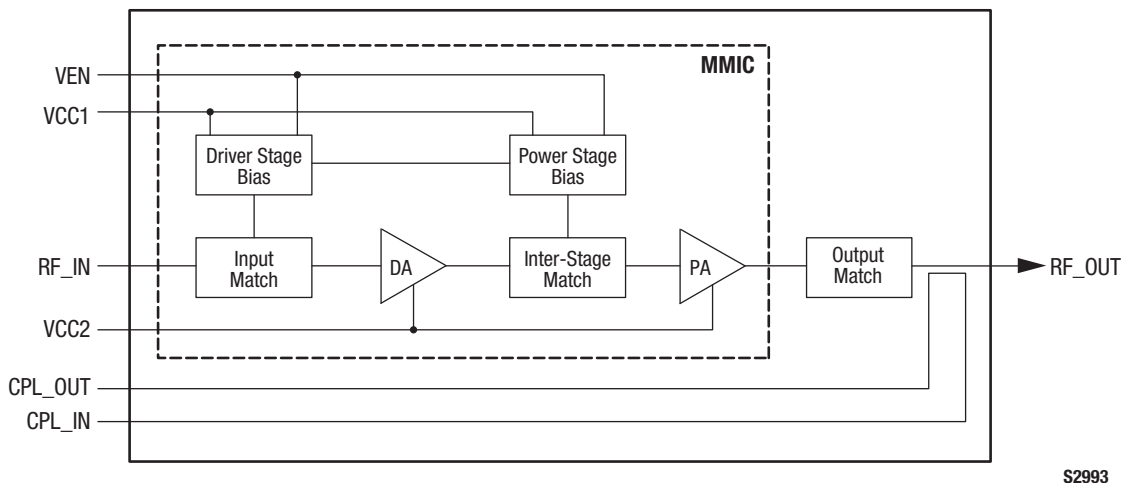 MMIC
VEN
VCC1
Driver Stage
Bias
Power Stage
Bias
RF_IN
Input
Match
DA
Inter-Stage
Match
PA
Output
Match
RF_OUT
VCC2
CPL_OUT
CPL_IN
S2993